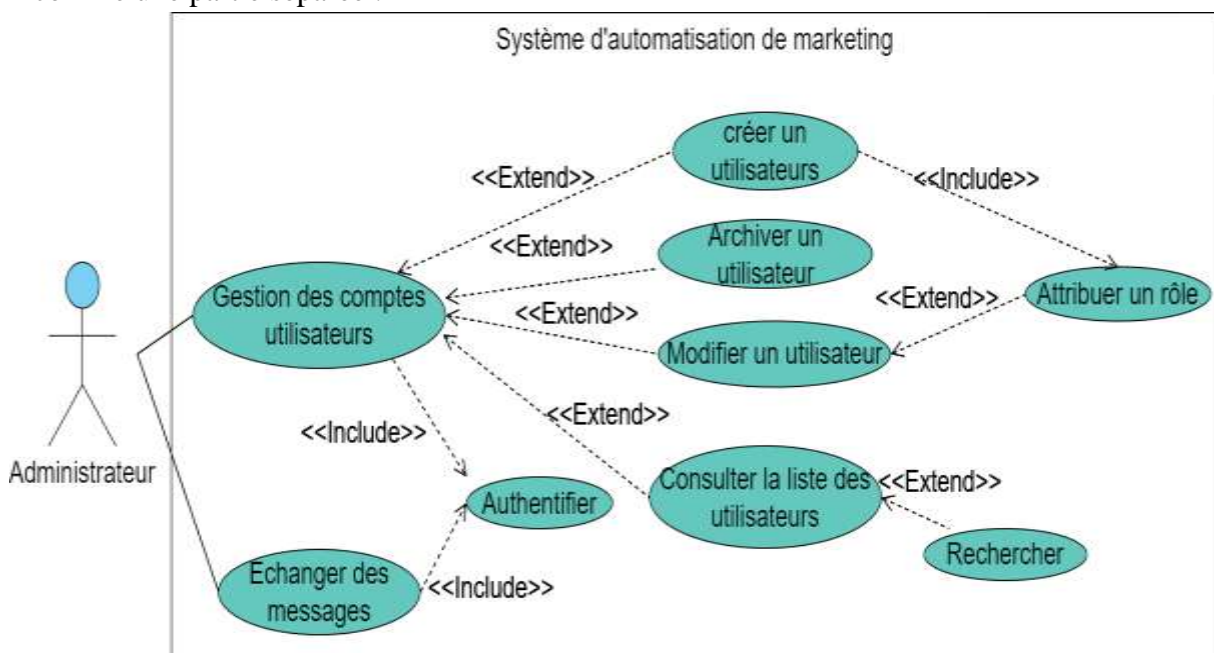 Système d'automatisation de marketing
créer un
utilisateurs
<<Extend>>
<<Include>>
<<Extend>>
Archiver un
utilisateur
Gestion des comptes
utilisateurs
<<Extend>>
<<Extend>>
Attribuer un rôle
Modifier un utilisateur
<<Extend>>
<<Include>>
Administrateur
Consulter la liste des
utilisateurs
<<Extend>>
Authentifier
Rechercher
Echanger des
messages
<<Include>>